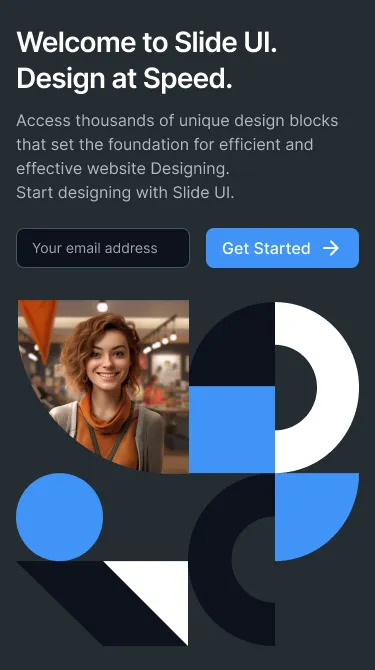 Welcome to Slide UI.
Design at Speed.
Access thousands of unique design blocks
that set the foundation for efficient and
effective website Designing.
Start designing with Slide UI.
Your email address
Get Started